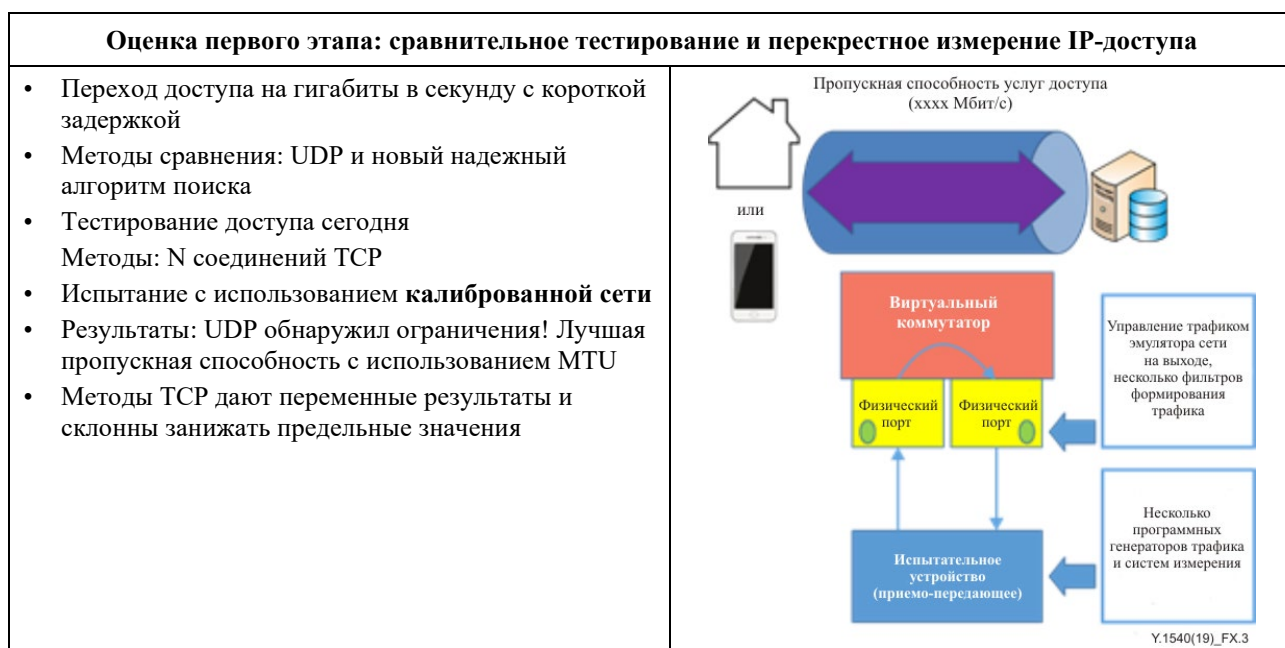 Оценка первого этапа: сравнительное тестирование и перекрестное измерение IP-доступа
• Переход доступа на гигабиты в секунду с короткой
задержкой
• Методы сравнения: UDP и новый надежный
алгоритм поиска
• Тестирование доступа сегодня
Методы: N соединений TCP
• Испытание с использованием калиброванной сети
• Результаты: UDP обнаружил ограничения! Лучшая
пропускная способность с использованием MTU
• Методы TCP дают переменные результаты и
склонны занижать предельные значения
Пропускная способность услуг доступа
(xxxx Мбит/с)
или
Виртуальный
коммутатор
Физический
порт
Физический
порт
Управление трафиком
эмулятора сети
на выходе,
несколько фильтров
формирования
трафика
Испытательное
устройство
(приемо-передающее)
Несколько
программных
генераторов трафика
и систем измерения
Y.1540(19)_FX.3